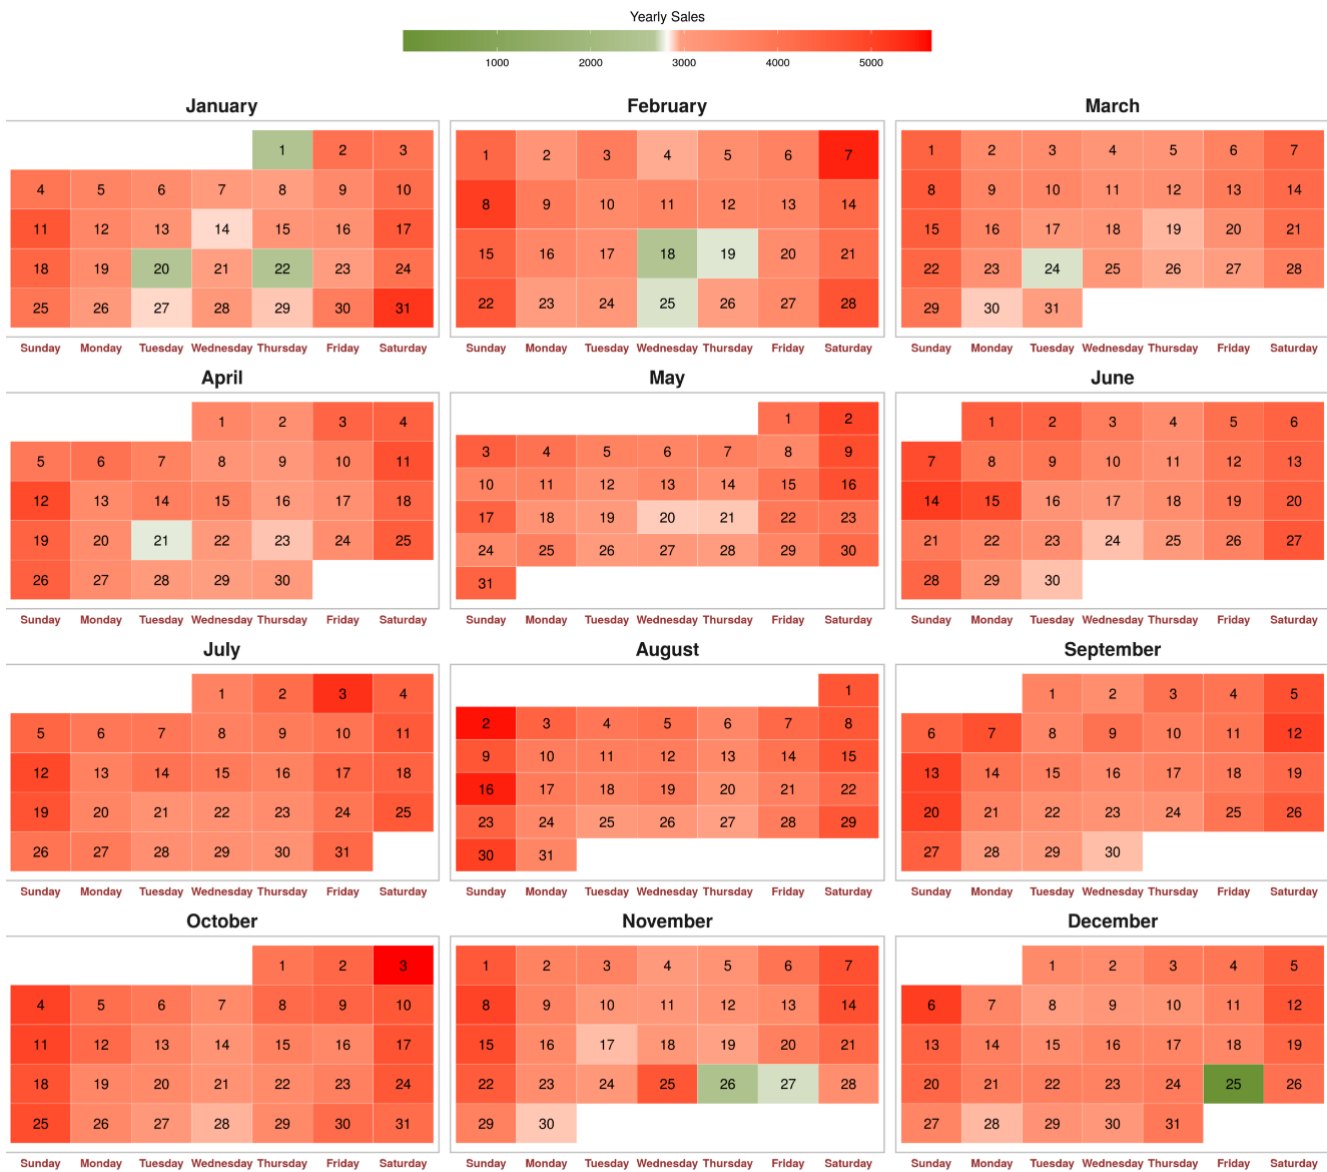 Yearly Sales
1000 2000 3000 4000 5000
January February March
1 2 3
4 5 6 7 8 9 10
11 12 13 14 15 16 17
18 19 20 21 22 23 24
25 26 27 28 29 30 31
Sunday Monday Tuesday Wednesday Thursday Friday Saturday
1 2 3 4 5 6 7
8 9 10 11 12 13 14
15 16 17 18 19 20 21
22 23 24 25 26 27 28
Sunday Monday Tuesday Wednesday Thursday Friday Saturday
1 2 3 4 5 6 7
8 9 10 11 12 13 14
15 16 17 18 19 20 21
22 23 24 25 26 27 28
29 30 31
Sunday Monday Tuesday Wednesday Thursday Friday Saturday
April May June
1 2 3 4
5 6 7 8 9 10 11
12 13 14 15 16 17 18
19 20 21 22 23 24 25
26 27 28 29 30
Sunday Monday Tuesday Wednesday Thursday Friday Saturday
1 2
3 4 5 6 7 8 9
10 11 12 13 14 15 16
17 18 19 20 21 22 23
24 25 26 27 28 29 30
31
Sunday Monday Tuesday Wednesday Thursday Friday Saturday
1 2 3 4 5 6
7 8 9 10 11 12 13
14 15 16 17 18 19 20
21 22 23 24 25 26 27
28 29 30
Sunday Monday Tuesday Wednesday Thursday Friday Saturday
July August September
1 2 3 4
5 6 7 8 9 10 11
12 13 14 15 16 17 18
19 20 21 22 23 24 25
26 27 28 29 30 31
Sunday Monday Tuesday Wednesday Thursday Friday Saturday
1
2 3 4 5 6 7 8
9 10 11 12 13 14 15
16 17 18 19 20 21 22
23 24 25 26 27 28 29
30 31
Sunday Monday Tuesday Wednesday Thursday Friday Saturday
1 2 3 4 5
6 7 8 9 10 11 12
13 14 15 16 17 18 19
20 21 22 23 24 25 26
27 28 29 30
Sunday Monday Tuesday Wednesday Thursday Friday Saturday
October November December
1 2 3
4 5 6 7 8 9 10
11 12 13 14 15 16 17
18 19 20 21 22 23 24
25 26 27 28 29 30 31
Sunday Monday Tuesday Wednesday Thursday Friday Saturday
1 2 3 4 5 6 7
8 9 10 11 12 13 14
15 16 17 18 19 20 21
22 23 24 25 26 27 28
29 30
Sunday Monday Tuesday Wednesday Thursday Friday Saturday
1 2 3 4 5
6 7 8 9 10 11 12
13 14 15 16 17 18 19
20 21 22 23 24 25 26
27 28 29 30 31
Sunday Monday Tuesday Wednesday Thursday Friday Saturday